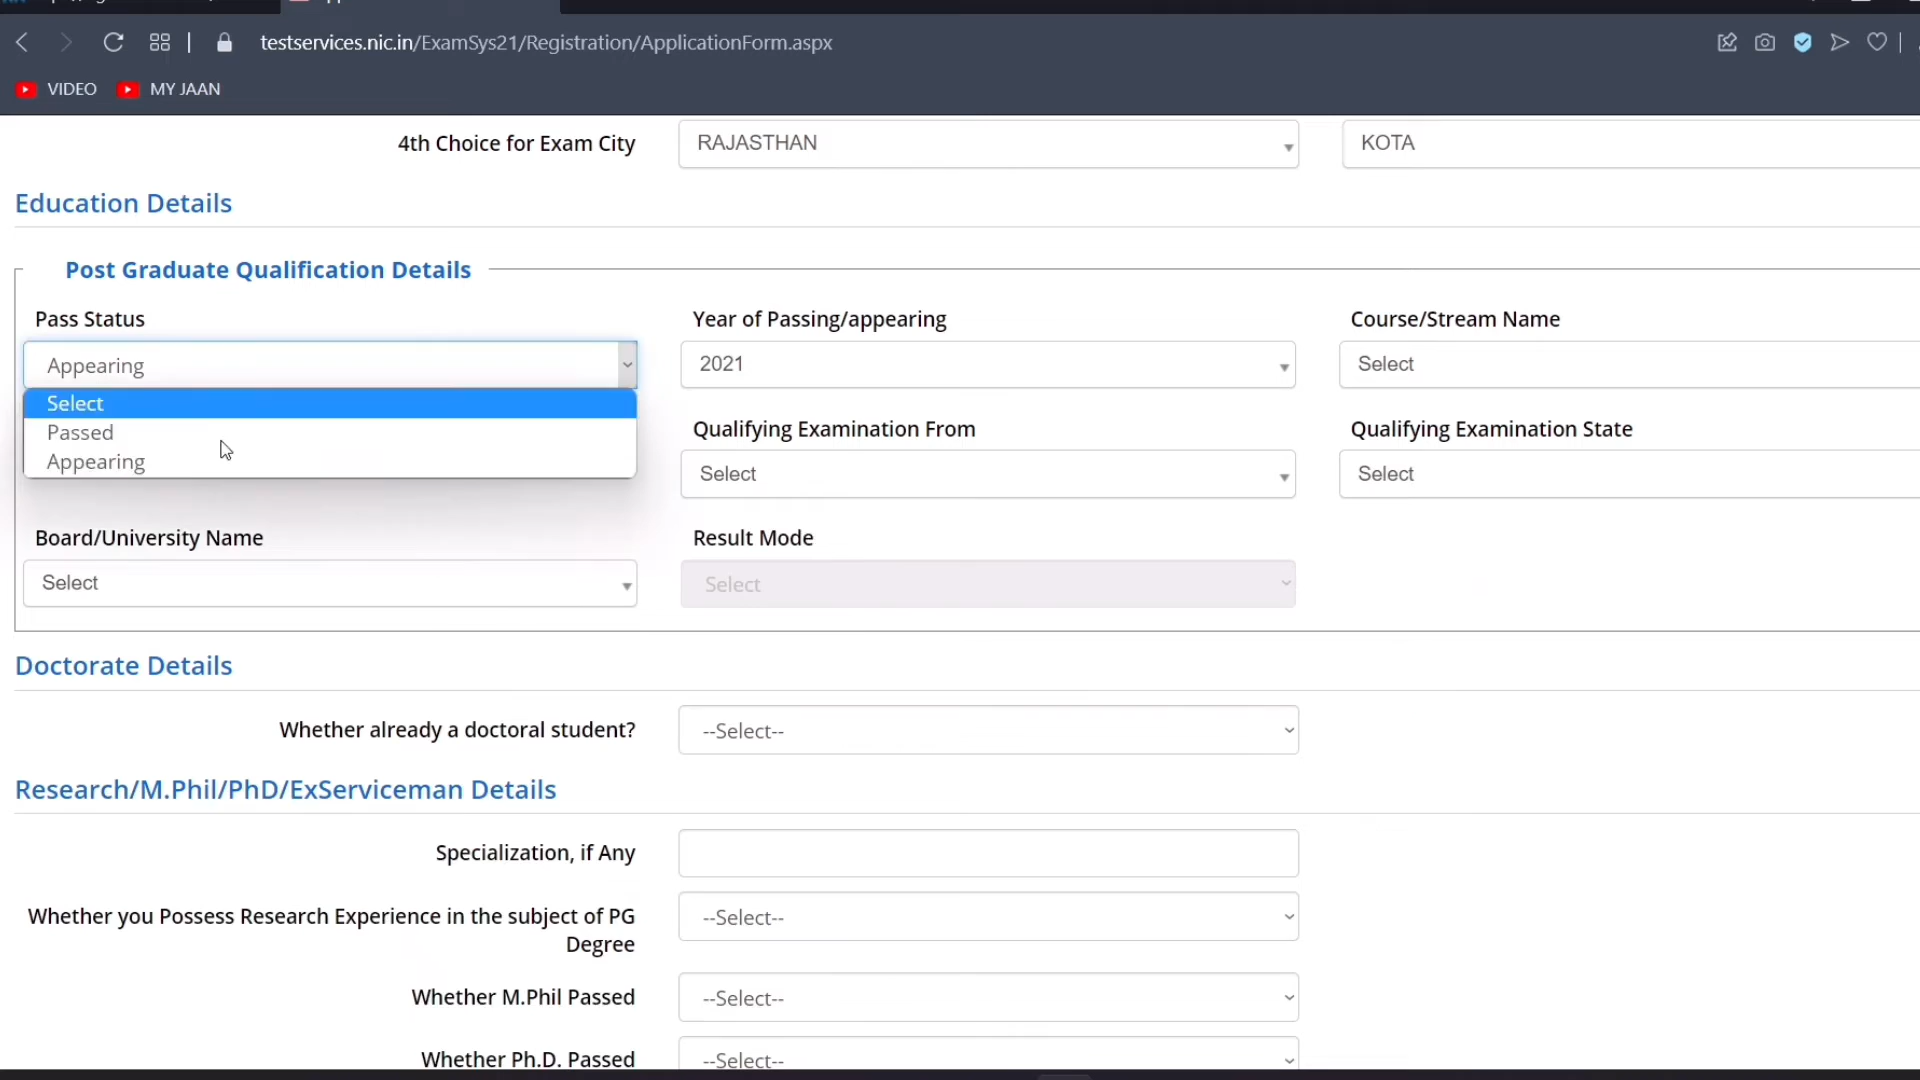 testservices.nic.in/ExamSys21/Registration/ApplicationForm.aspx
VIDEO MY JAAN
4th Choice for Exam City RAJASTHAN KOTA
Education Details
Post Graduate Qualification Details
Pass Status Year of Passing/appearing Course/Stream Name
Appearing 2021 Select
Select
Passed
Appearing
Qualifying Examination From Qualifying Examination State
Select Select
Board/University Name Result Mode
Select Select
Doctorate Details
Whether already a doctoral student? --Select--
Research/M.Phil/PhD/ExServiceman Details
Specialization, if Any
Whether you Possess Research Experience in the subject of PG --Select--
Degree
Whether M.Phil Passed --Select--
Whether Ph.D. Passed --Select--